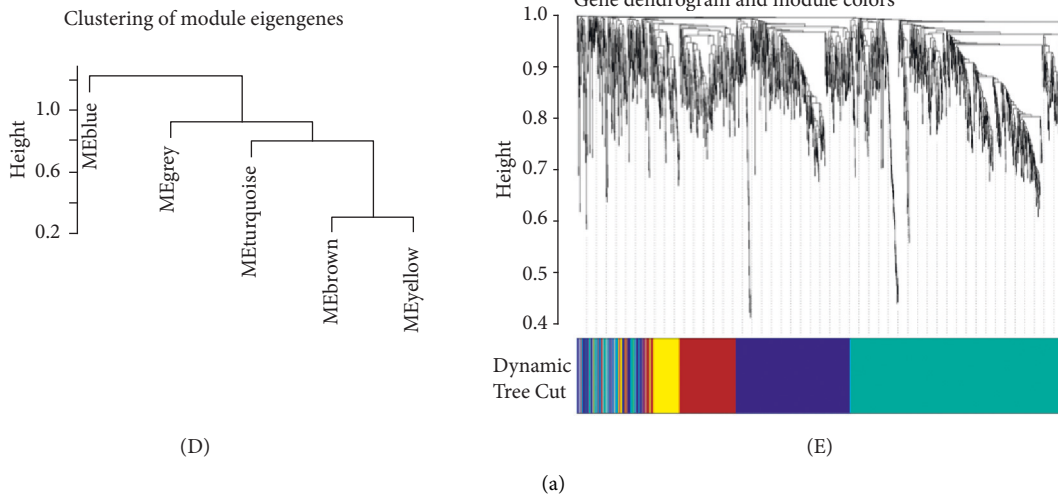 Clustering of module eigengenes
Height
1.0
0.6
0.2
MEblue
MEgrey
MEturquoise
MEbrown
MEyellow
(D)
Gene dendrogram and module colors
Height
1.0
0.9
0.8
0.7
0.6
0.5
0.4
Dynamic
Tree Cut
(E)
(a)